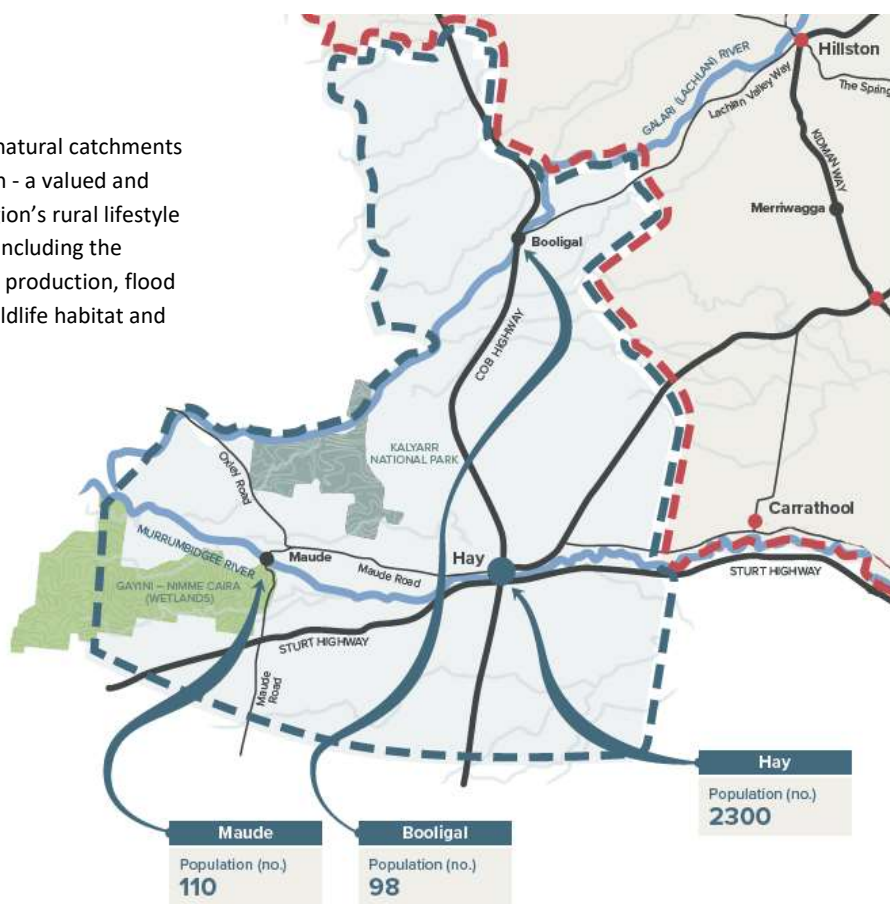 natural catchments
n - a valued and
ion’s rural lifestyle
including the
production, flood
ldlife habitat and
Hillston
GALARI (LACHLAN) RIVER
Lachlan Valley Way
The Spring
KIDMAN WAY
Merriwagga
Booligal
COB HIGHWAY
KALYARR
NATIONAL PARK
Oxley Road
Carrathool
MURRUMBIDGEE RIVER
Maude
Hay
Maude Road
GAYINI – NIMME CAIRA
(WETLANDS)
STURT HIGHWAY
STURT HIGHWAY
Maude
Road
Hay
Population (no.)
2300
Maude
Population (no.)
110
Booligal
Population (no.)
98